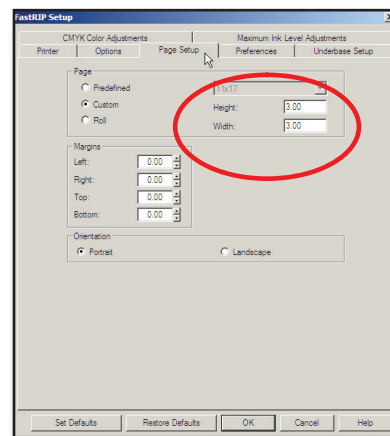 FastRIP Setup
CMYK Color Adjustments Maximum Ink Level Adjustments
Printer Options Page Setup Preferences Underbase Setup
Page
Predefined 11x17
Custom Height: 3.00
Roll Width: 3.00
Margins
Left: 0.00
Right: 0.00
Top: 0.00
Bottom: 0.00
Orientation
Portrait Landscape
Set Defaults Restore Defaults OK Cancel Help